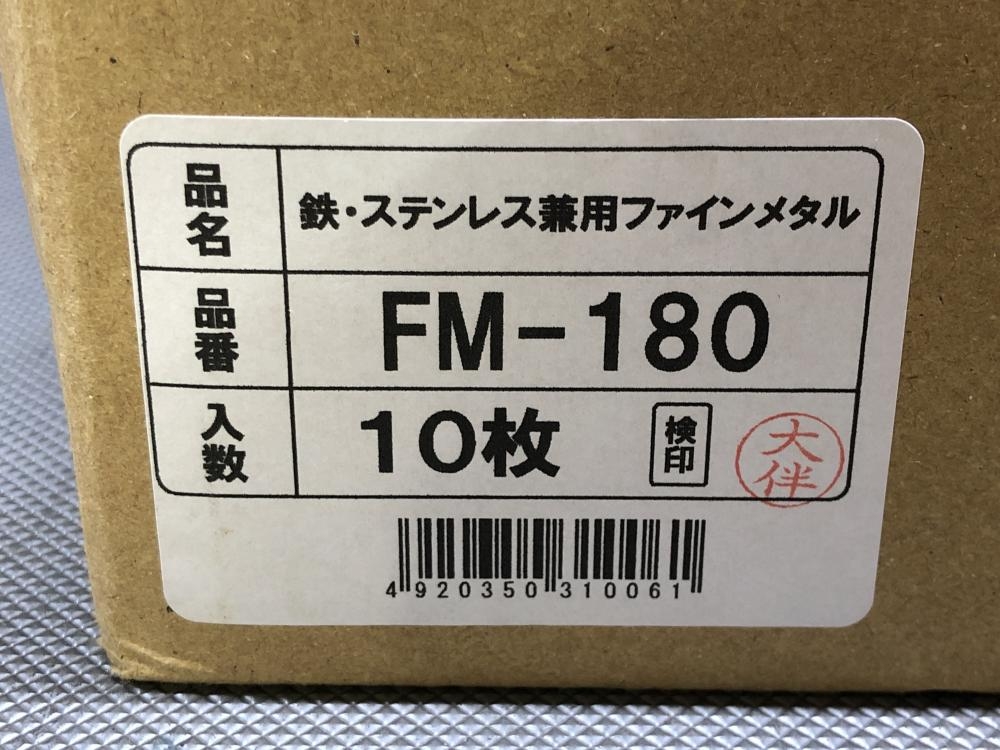 品名 鉄・ステンレス兼用ファインメタル
品番 FM-180
入数 10枚 検印 大伴
4920350310061